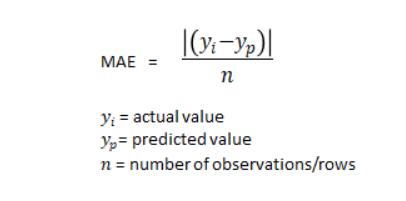 MAE = |(yᵢ−yₚ)| / n
yᵢ = actual value
yₚ= predicted value
n = number of observations/rows